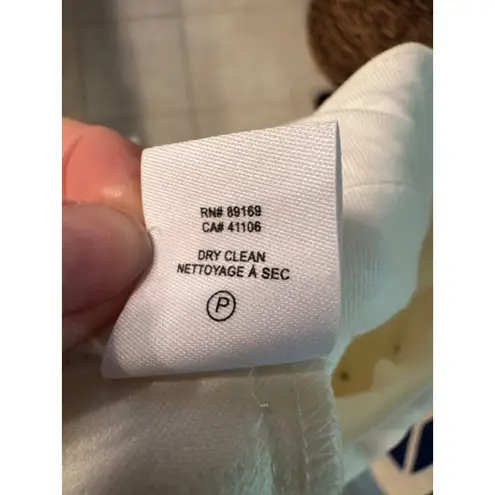 RN# 89169
CA# 41106
DRY CLEAN
NETTOYAGE À SEC
P